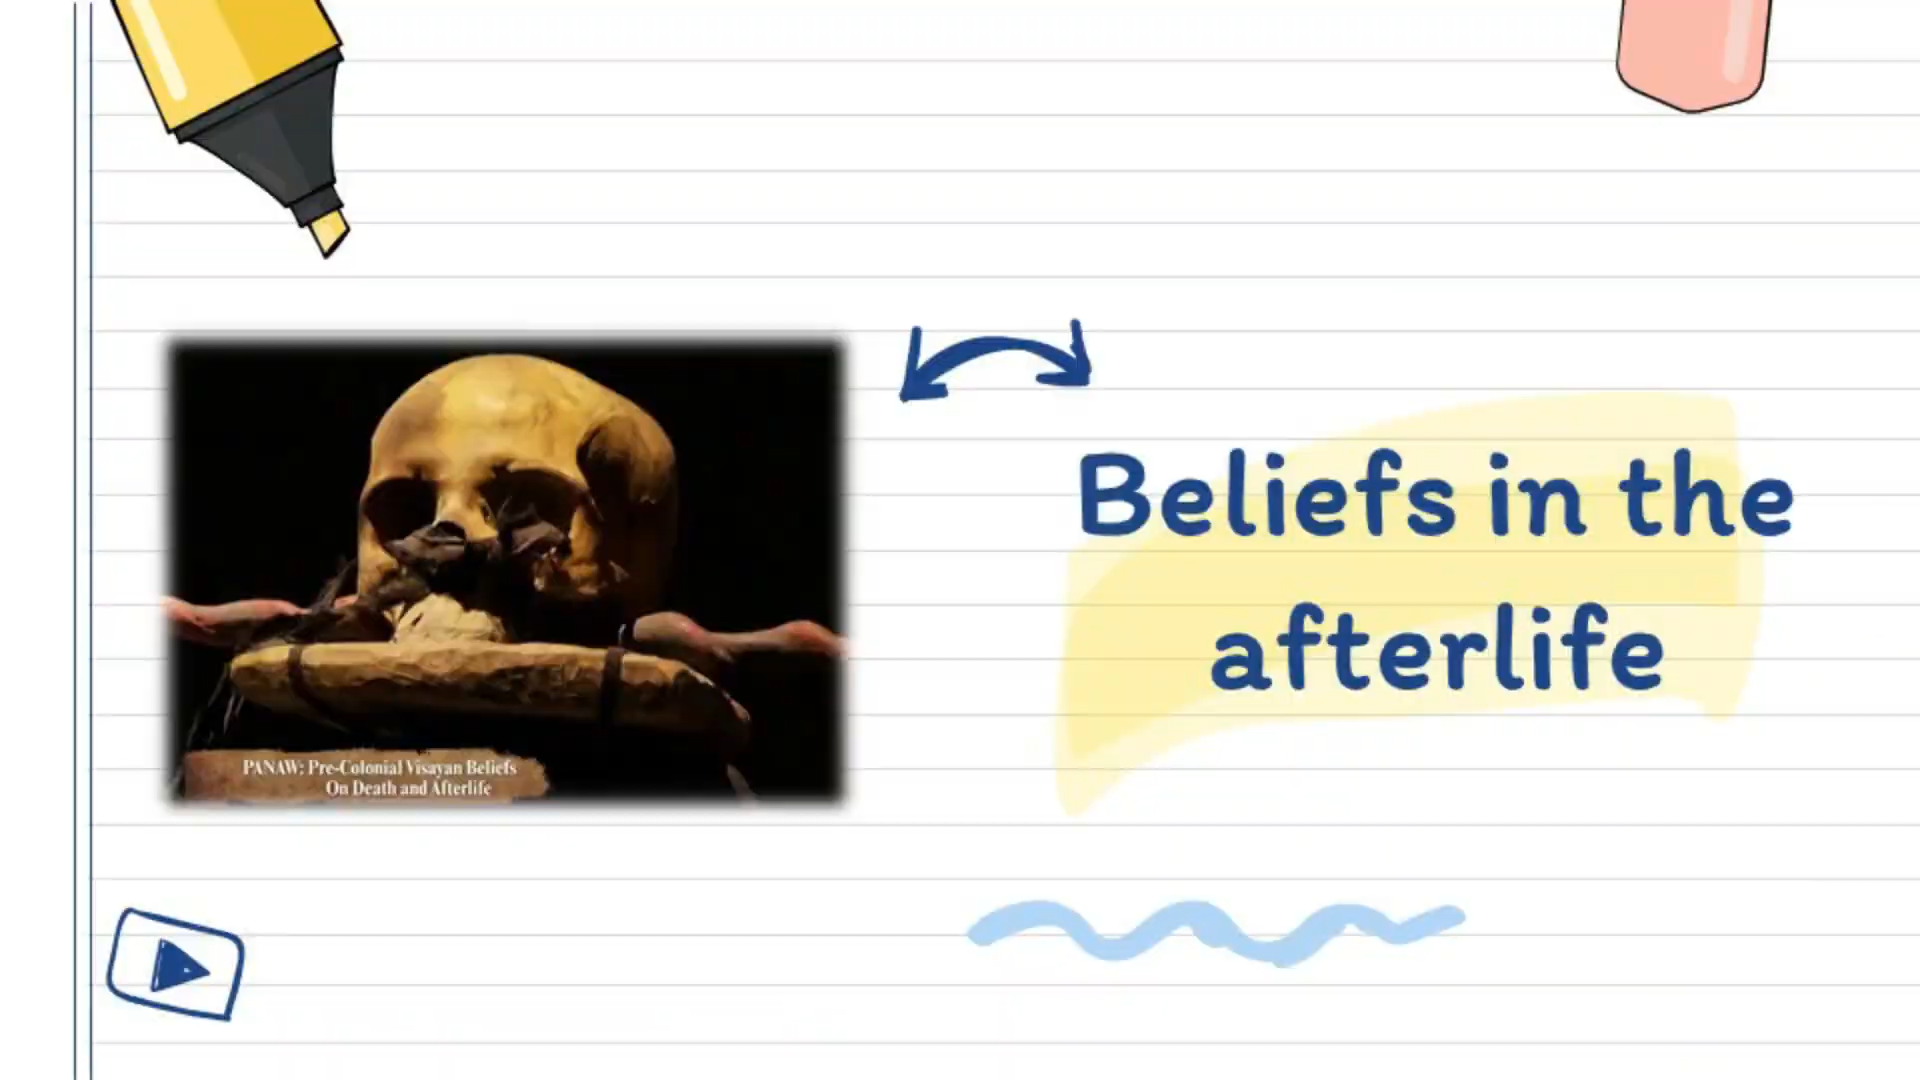 Beliefs in the
afterlife
PANAW: Pre-Colonial Visayan Beliefs
On Death and Afterlife